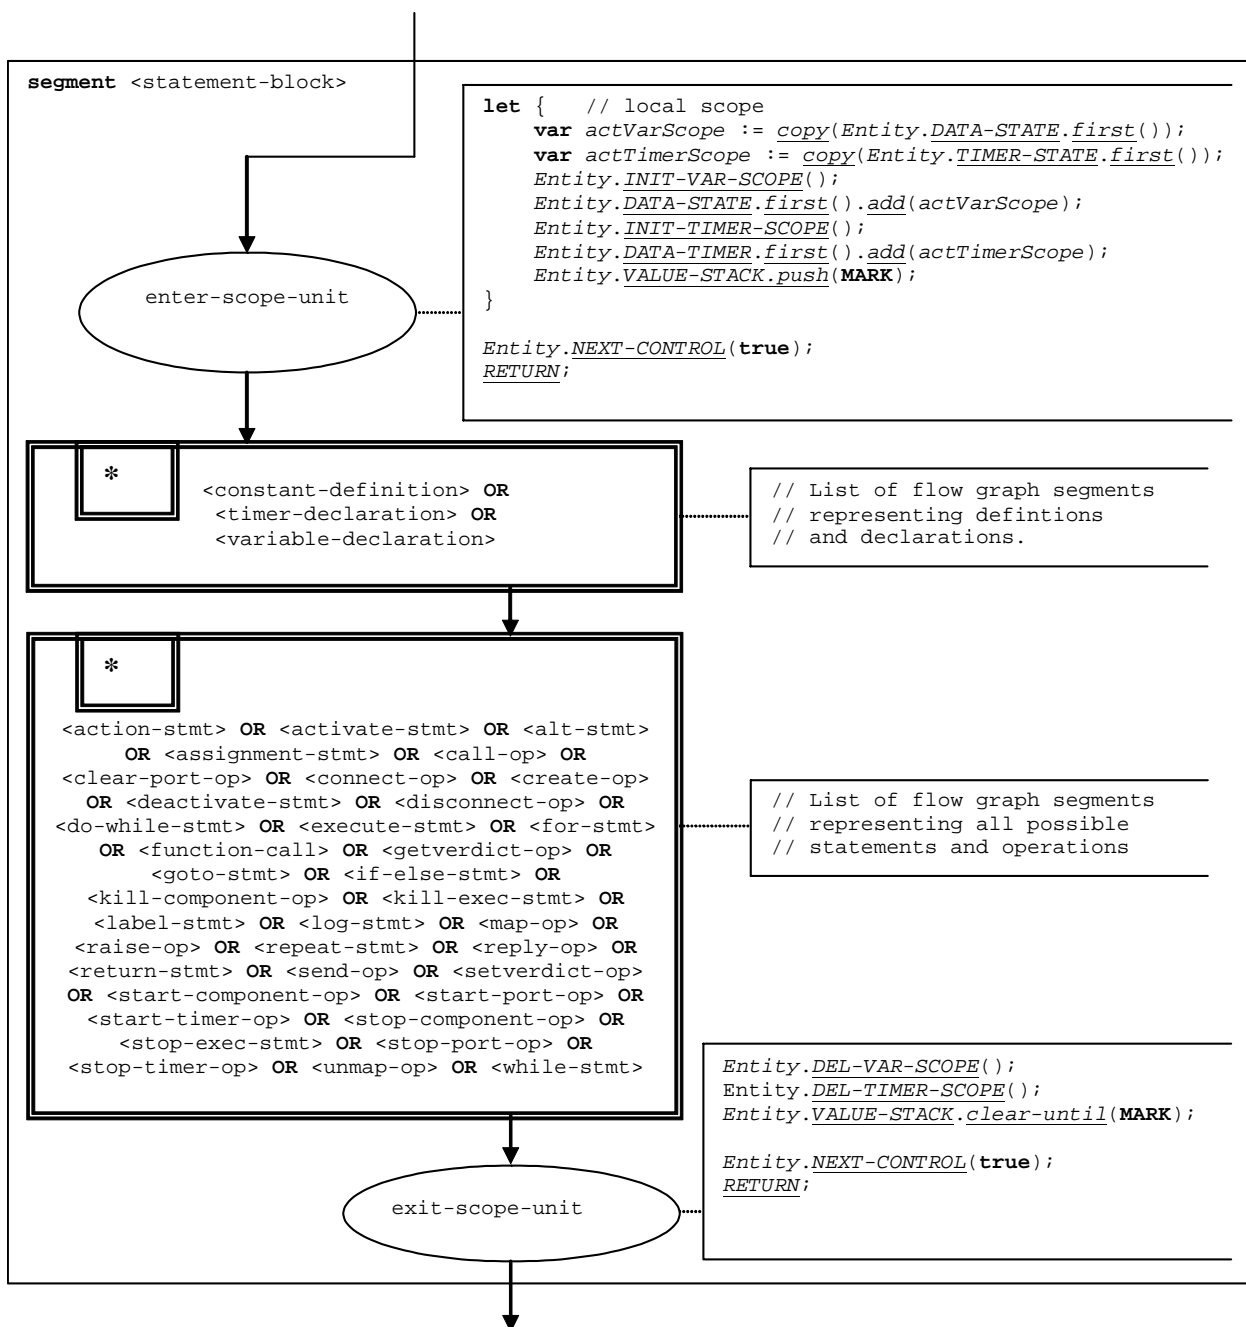 segment <statement-block>
let {   // local scope
var actVarScope := copy(Entity.DATA-STATE.first());
var actTimerScope := copy(Entity.TIMER-STATE.first());
Entity.INIT-VAR-SCOPE();
Entity.DATA-STATE.first().add(actVarScope);
Entity.INIT-TIMER-SCOPE();
Entity.DATA-TIMER.first().add(actTimerScope);
Entity.VALUE-STACK.push(MARK);
}
Entity.NEXT-CONTROL(true);
RETURN;
enter-scope-unit
*
<constant-definition> OR
<timer-declaration> OR
<variable-declaration>
// List of flow graph segments
// representing defintions
// and declarations.
*
<action-stmt> OR <activate-stmt> OR <alt-stmt>
OR <assignment-stmt> OR <call-op> OR
<clear-port-op> OR <connect-op> OR <create-op>
OR <deactivate-stmt> OR <disconnect-op> OR
<do-while-stmt> OR <execute-stmt> OR <for-stmt>
OR <function-call> OR <getverdict-op> OR
<goto-stmt> OR <if-else-stmt> OR
<kill-component-op> OR <kill-exec-stmt> OR
<label-stmt> OR <log-stmt> OR <map-op> OR
<raise-op> OR <repeat-stmt> OR <reply-op> OR
<return-stmt> OR <send-op> OR <setverdict-op>
OR <start-component-op> OR <start-port-op> OR
<start-timer-op> OR <stop-component-op> OR
<stop-exec-stmt> OR <stop-port-op> OR
<stop-timer-op> OR <unmap-op> OR <while-stmt>
// List of flow graph segments
// representing all possible
// statements and operations
Entity.DEL-VAR-SCOPE();
Entity.DEL-TIMER-SCOPE();
Entity.VALUE-STACK.clear-until(MARK);
Entity.NEXT-CONTROL(true);
RETURN;
exit-scope-unit